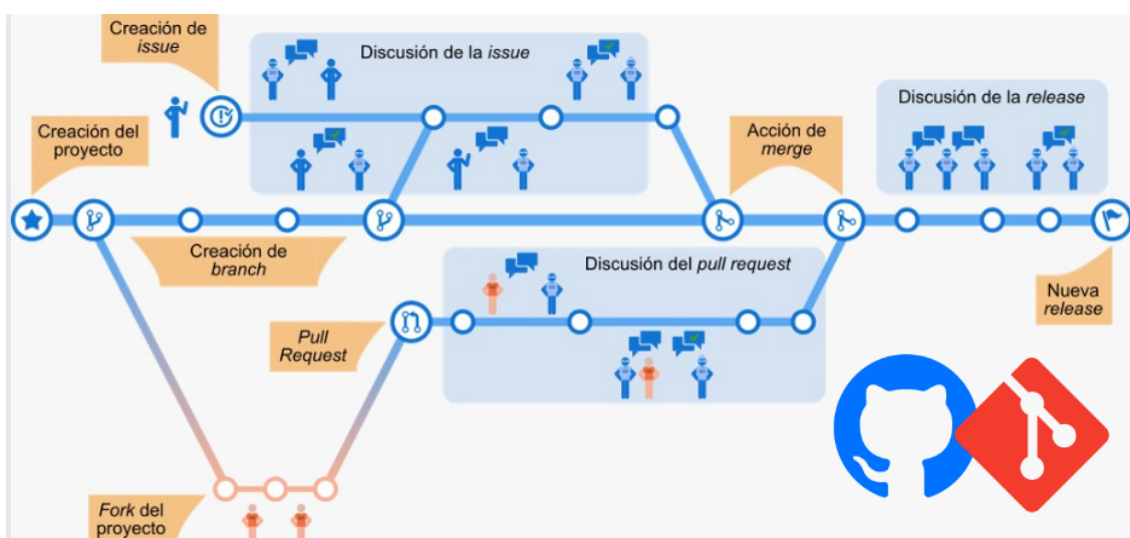 Creación de
issue
Discusión de la issue
Discusión de la release
Creación del
proyecto
Acción de
merge
Creación de
branch
Discusión del pull request
Nueva
release
Pull
Request
Fork del
proyecto